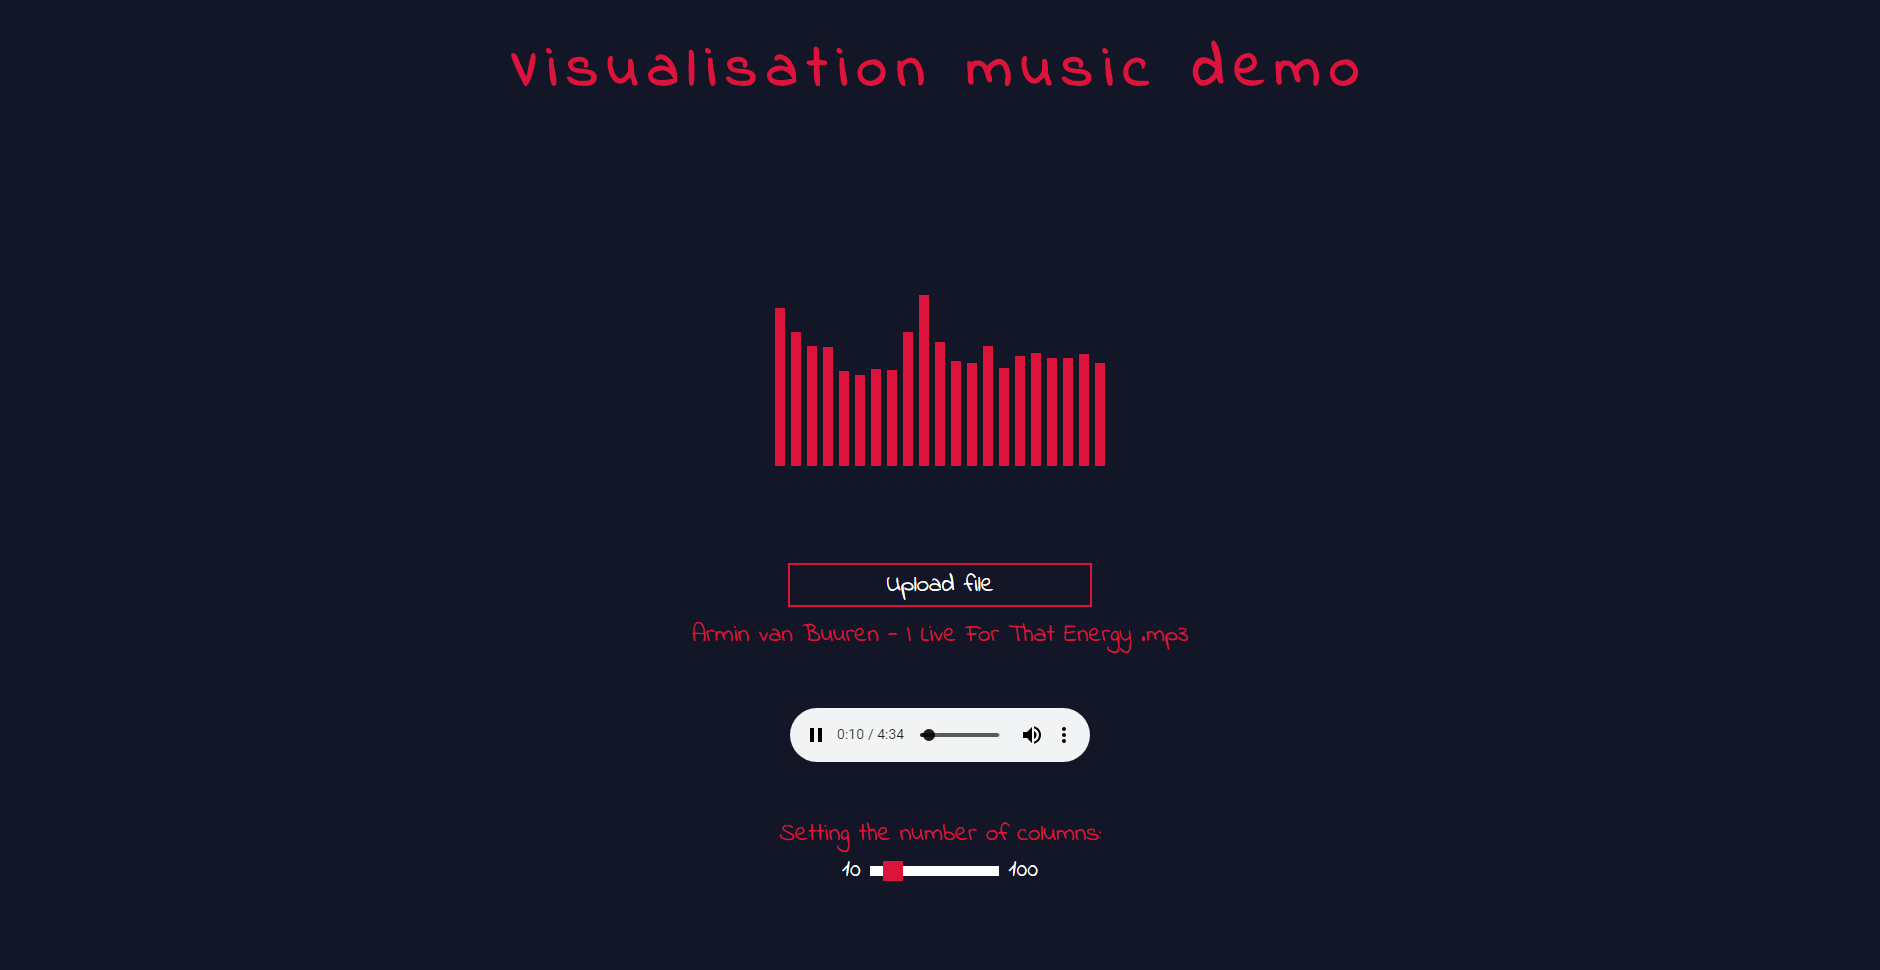 Visualisation music demo
Upload file
Armin van Buuren - I Live For That Energy .mp3
0:10 / 4:34
Setting the number of columns:
10 100